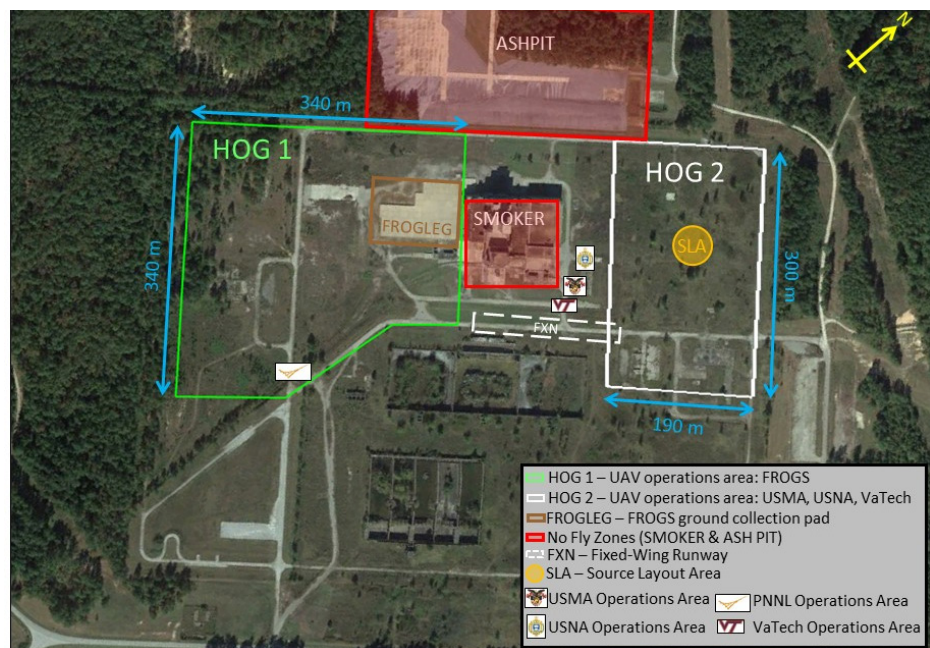 ASHPIT
N
340 m
HOG 1
HOG 2
FROGLEG
SMOKER
SLA
340 m
300 m
VT
FXN
190 m
HOG 1 – UAV operations area: FROGS
HOG 2 – UAV operations area: USMA, USNA, VaTech
FROGLEG – FROGS ground collection pad
No Fly Zones (SMOKER & ASH PIT)
FXN – Fixed-Wing Runway
SLA – Source Layout Area
USMA Operations Area
PNNL Operations Area
USNA Operations Area
VT
VaTech Operations Area